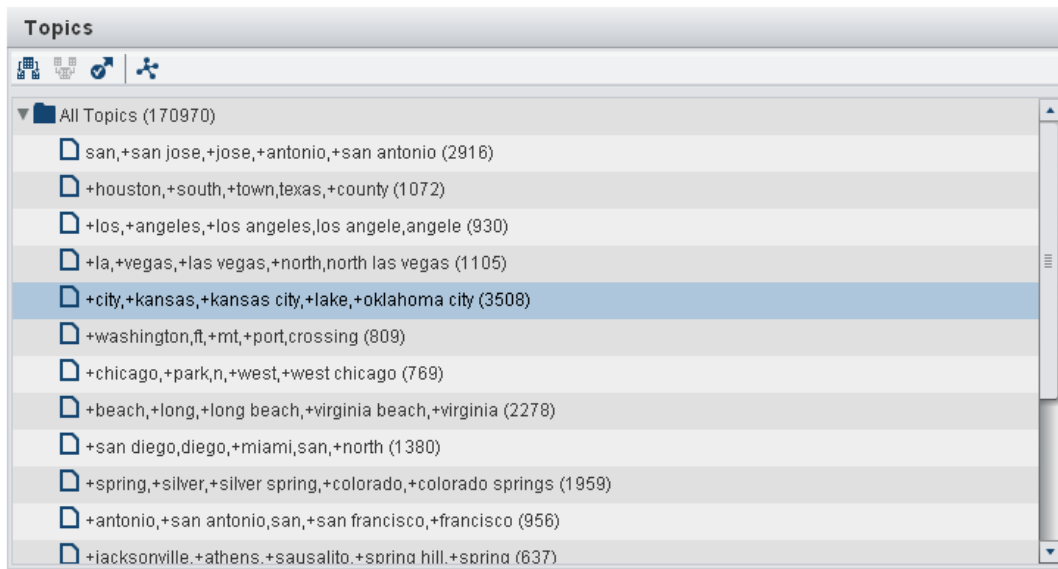 Topics
All Topics (170970)
san,+san jose,+jose,+antonio,+san antonio (2916)
+houston,+south,+town,texas,+county (1072)
+los,+angeles,+los angeles,los angele,angele (930)
+la,+vegas,+las vegas,+north,north las vegas (1105)
+city,+kansas,+kansas city,+lake,+oklahoma city (3508)
+washington,ft,+mt,+port,crossing (809)
+chicago,+park,n,+west,+west chicago (769)
+beach,+long,+long beach,+virginia beach,+virginia (2278)
+san diego,diego,+miami,san,+north (1380)
+spring,+silver,+silver spring,+colorado,+colorado springs (1959)
+antonio,+san antonio,san,+san francisco,+francisco (956)
+jacksonville,+athens,+sausalito,+spring hill,+spring (637)